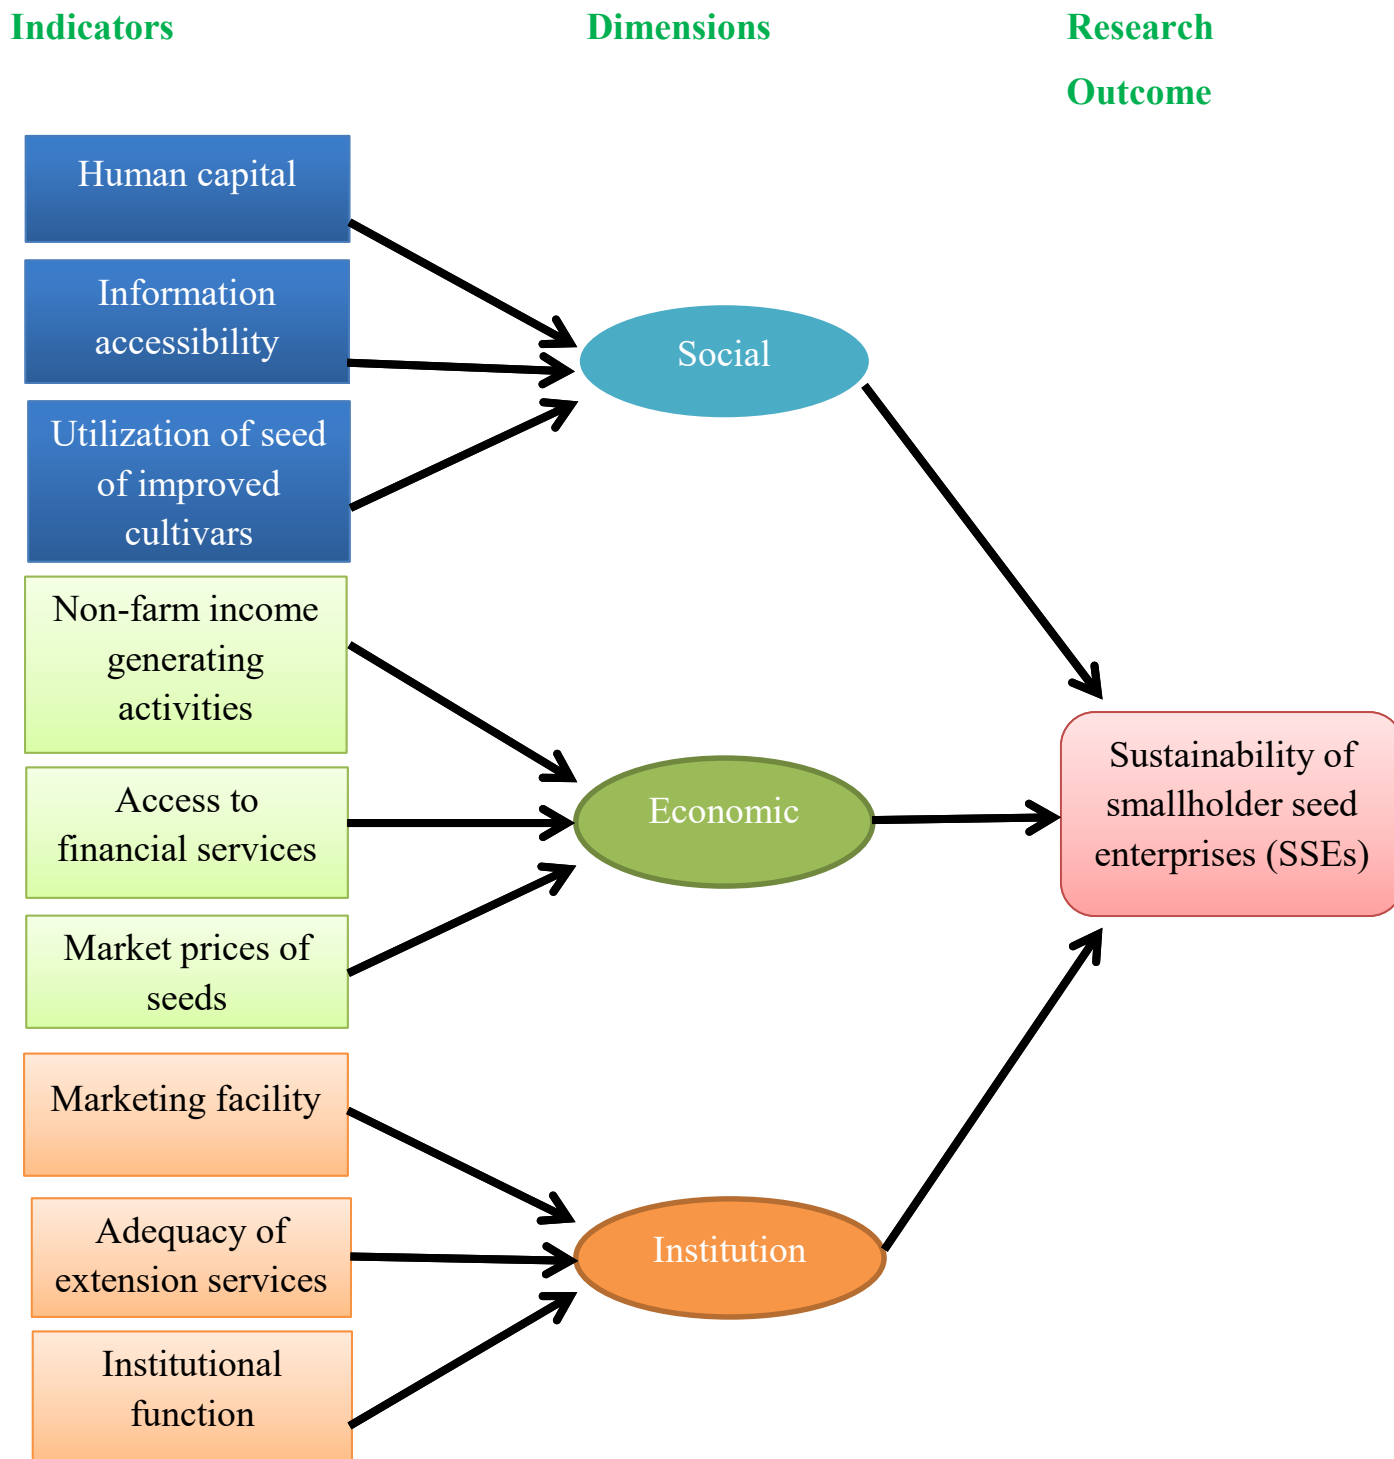 Indicators
Dimensions
Research
Outcome
Human capital
Information
accessibility
Utilization of seed
of improved
cultivars
Social
Non-farm income
generating
activities
Access to
financial services
Market prices of
seeds
Economic
Sustainability of
smallholder seed
enterprises (SSEs)
Marketing facility
Adequacy of
extension services
Institutional
function
Institution